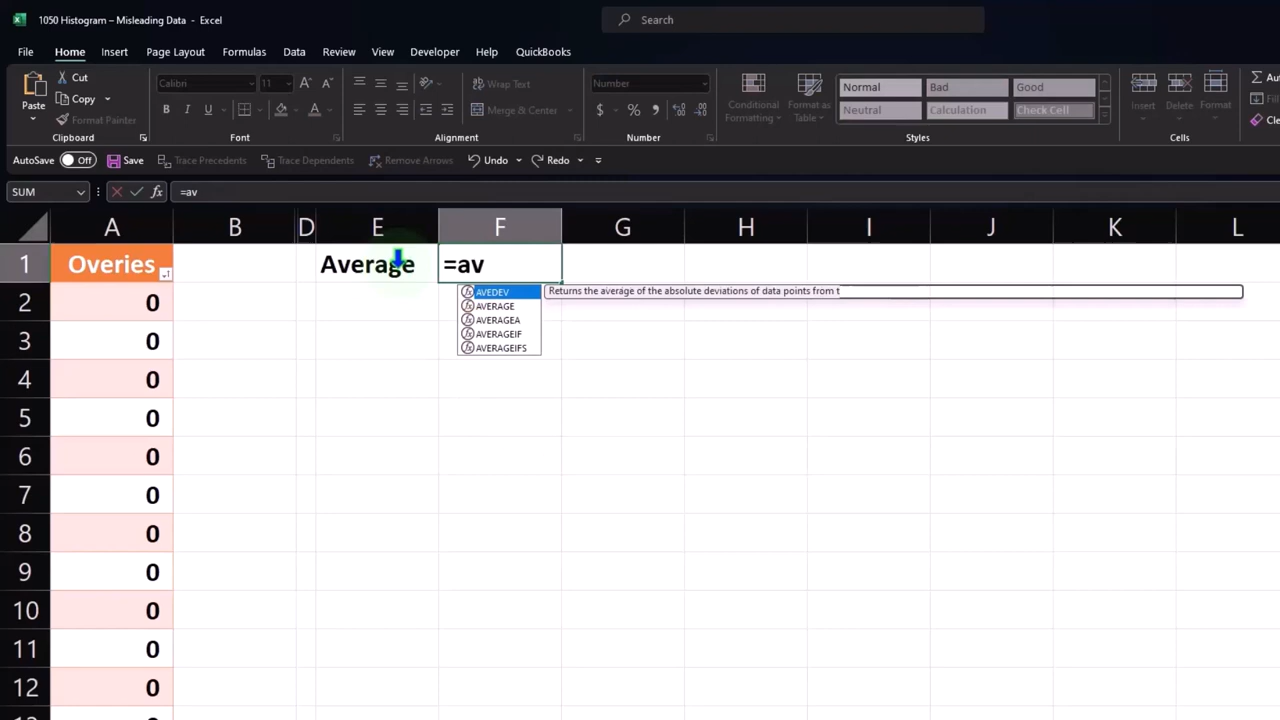 1050 Histogram – Misleading Data - Excel
Search
File Home Insert Page Layout Formulas Data Review View Developer Help QuickBooks
Paste
Cut
Copy
Format Painter
Clipboard
Calibri 11
B I U
Font
Wrap Text
Merge & Center
Alignment
Number
$ % ,
Number
Conditional Formatting
Format as Table
Normal Bad Good
Neutral Calculation Check Cell
Styles
Insert Delete Format
Cells
AutoSave Off Save Trace Precedents Trace Dependents Remove Arrows Undo Redo
SUM =av
A B D E F G H I J K L
1 Overies Average =av
2 0
3 0
4 0
5 0
6 0
7 0
8 0
9 0
10 0
11 0
12 0
AVEDEV
AVERAGE
AVERAGEA
AVERAGEIF
AVERAGEIFS
Returns the average of the absolute deviations of data points from t